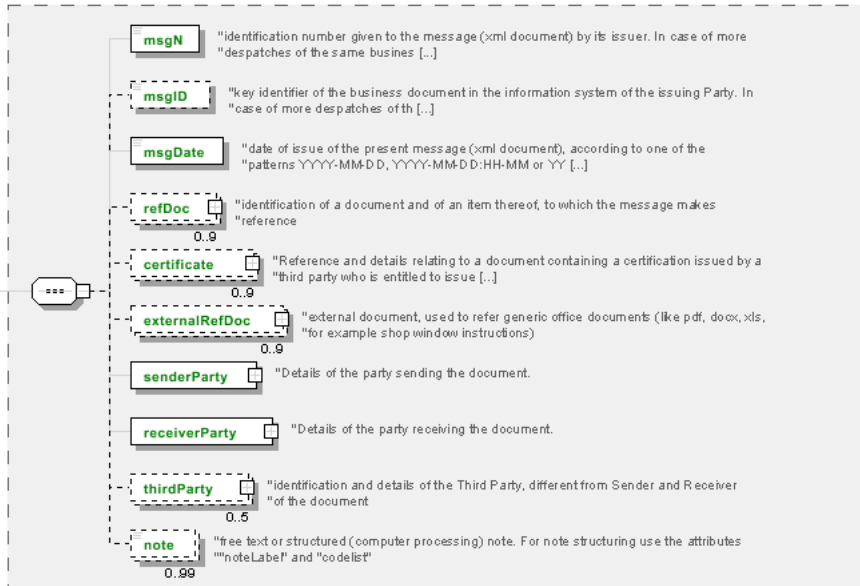 msgN
"identification number given to the message (xml document) by its issuer. In case of more
"despatches of the same busines [...]
msgID
"key identifier of the business document in the information system of the issuing Party. In
"case of more despatches of th [...]
msgDate
"date of issue of the present message (xml document), according to one of the
"patterns YYYY-MM-DD, YYYY-MM-DD:HH-MM or YY [...]
refDoc
"identification of a document and of an item thereof, to which the message makes
"reference
0..9
certificate
"Reference and details relating to a document containing a certification issued by a
"third party who is entitled to issue [...]
0..9
externalRefDoc
"external document, used to refer generic office documents (like pdf, docx, xls,
"for example shop window instructions)
0..9
senderParty
"Details of the party sending the document.
receiverParty
"Details of the party receiving the document.
thirdParty
"identification and details of the Third Party, different from Sender and Receiver
"of the document
0..5
note
"free text or structured (computer processing) note. For note structuring use the attributes
""noteLabel" and "codelist"
0..99